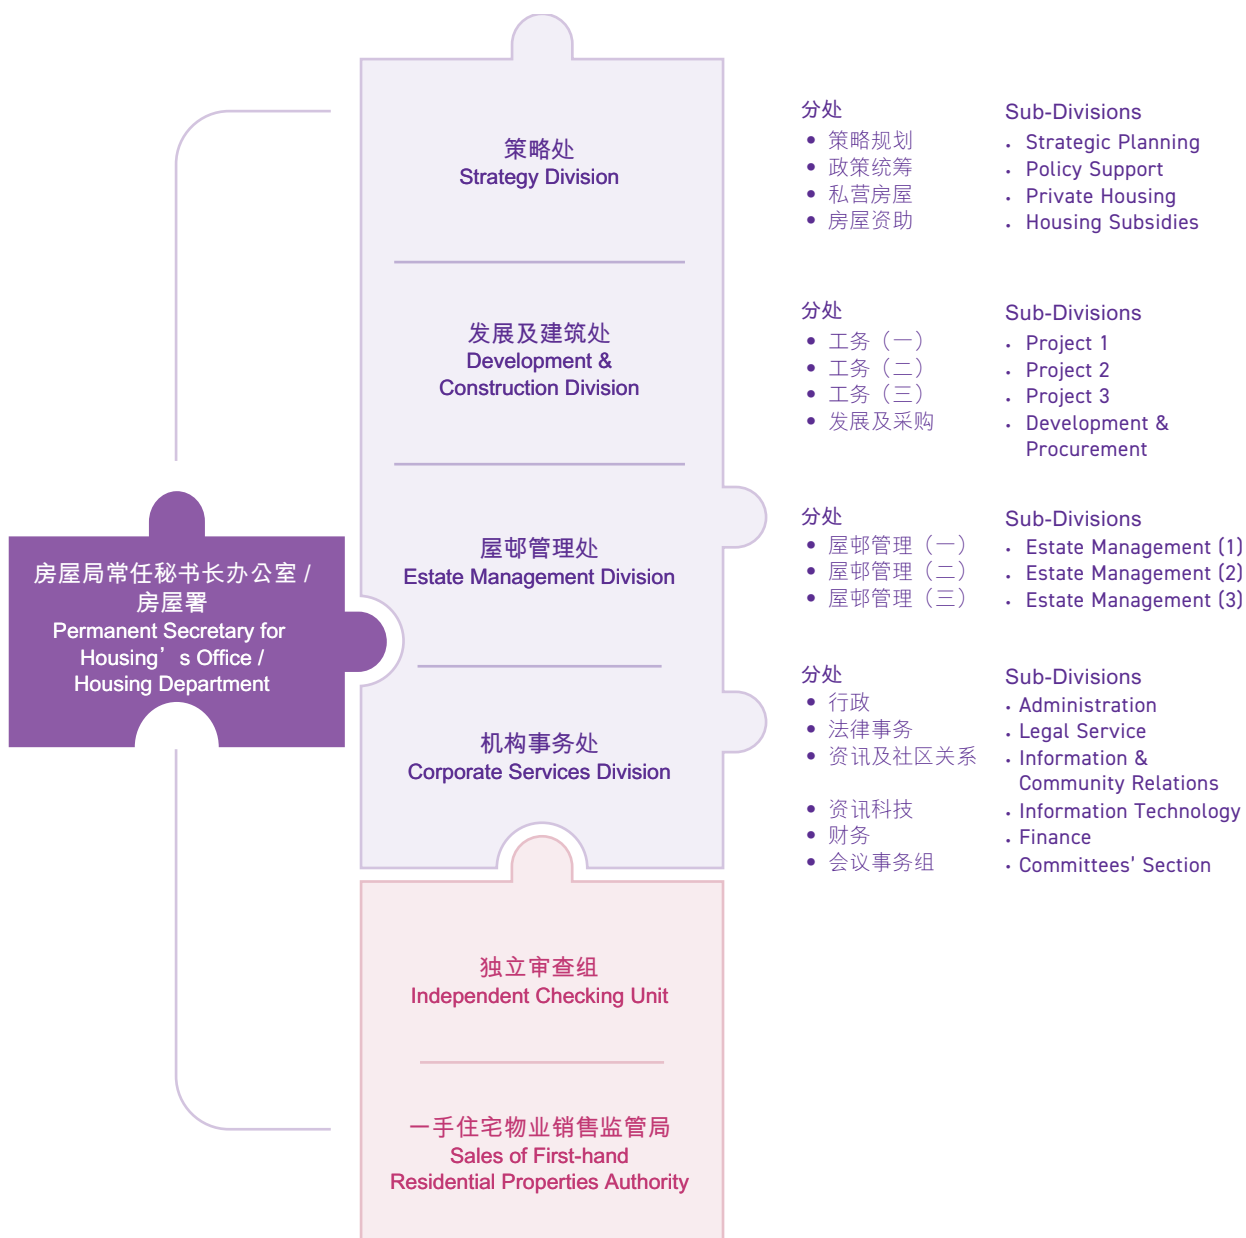 房屋局常任秘书长办公室 /
房屋署
Permanent Secretary for
Housing’s Office /
Housing Department
策略处
Strategy Division
分处
• 策略规划
• 政策统筹
• 私营房屋
• 房屋资助
Sub-Divisions
• Strategic Planning
• Policy Support
• Private Housing
• Housing Subsidies
发展及建筑处
Development &
Construction Division
分处
• 工务（一）
• 工务（二）
• 工务（三）
• 发展及采购
Sub-Divisions
• Project 1
• Project 2
• Project 3
• Development &
Procurement
屋邨管理处
Estate Management Division
分处
• 屋邨管理（一）
• 屋邨管理（二）
• 屋邨管理（三）
Sub-Divisions
• Estate Management (1)
• Estate Management (2)
• Estate Management (3)
机构事务处
Corporate Services Division
分处
• 行政
• 法律事务
• 资讯及社区关系
• 资讯科技
• 财务
• 会议事务组
Sub-Divisions
• Administration
• Legal Service
• Information &
Community Relations
• Information Technology
• Finance
• Committees’ Section
独立审查组
Independent Checking Unit
一手住宅物业销售监管局
Sales of First-hand
Residential Properties Authority